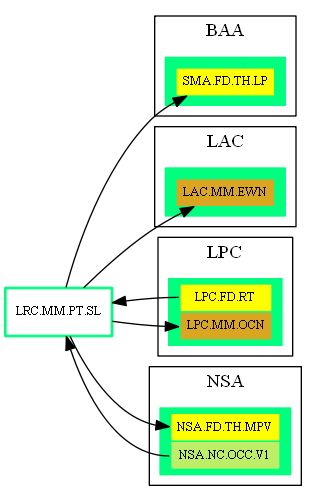 BAA
SMA.FD.TH.LP
LAC
LAC.MM.EWN
LPC
LPC.FD.RT
LPC.MM.OCN
LRC.MM.PT.SL
NSA
NSA.FD.TH.MPV
NSA.NC.OCC.V1